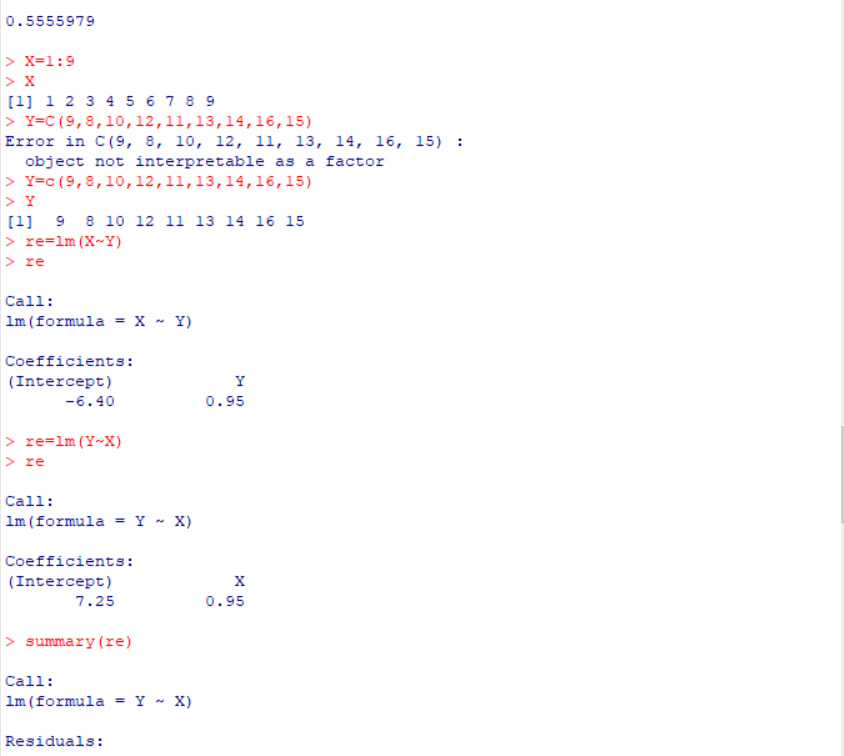 0.5555979
> X=1:9
> X
[1] 1 2 3 4 5 6 7 8 9
> Y=C(9,8,10,12,11,13,14,16,15)
Error in C(9, 8, 10, 12, 11, 13, 14, 16, 15) :
  object not interpretable as a factor
> Y=c(9,8,10,12,11,13,14,16,15)
> Y
[1]  9  8 10 12 11 13 14 16 15
> re=lm(X~Y)
> re
Call:
lm(formula = X ~ Y)
Coefficients:
(Intercept)            Y
      -6.40         0.95
> re=lm(Y~X)
> re
Call:
lm(formula = Y ~ X)
Coefficients:
(Intercept)            X
       7.25         0.95
> summary(re)
Call:
lm(formula = Y ~ X)
Residuals: